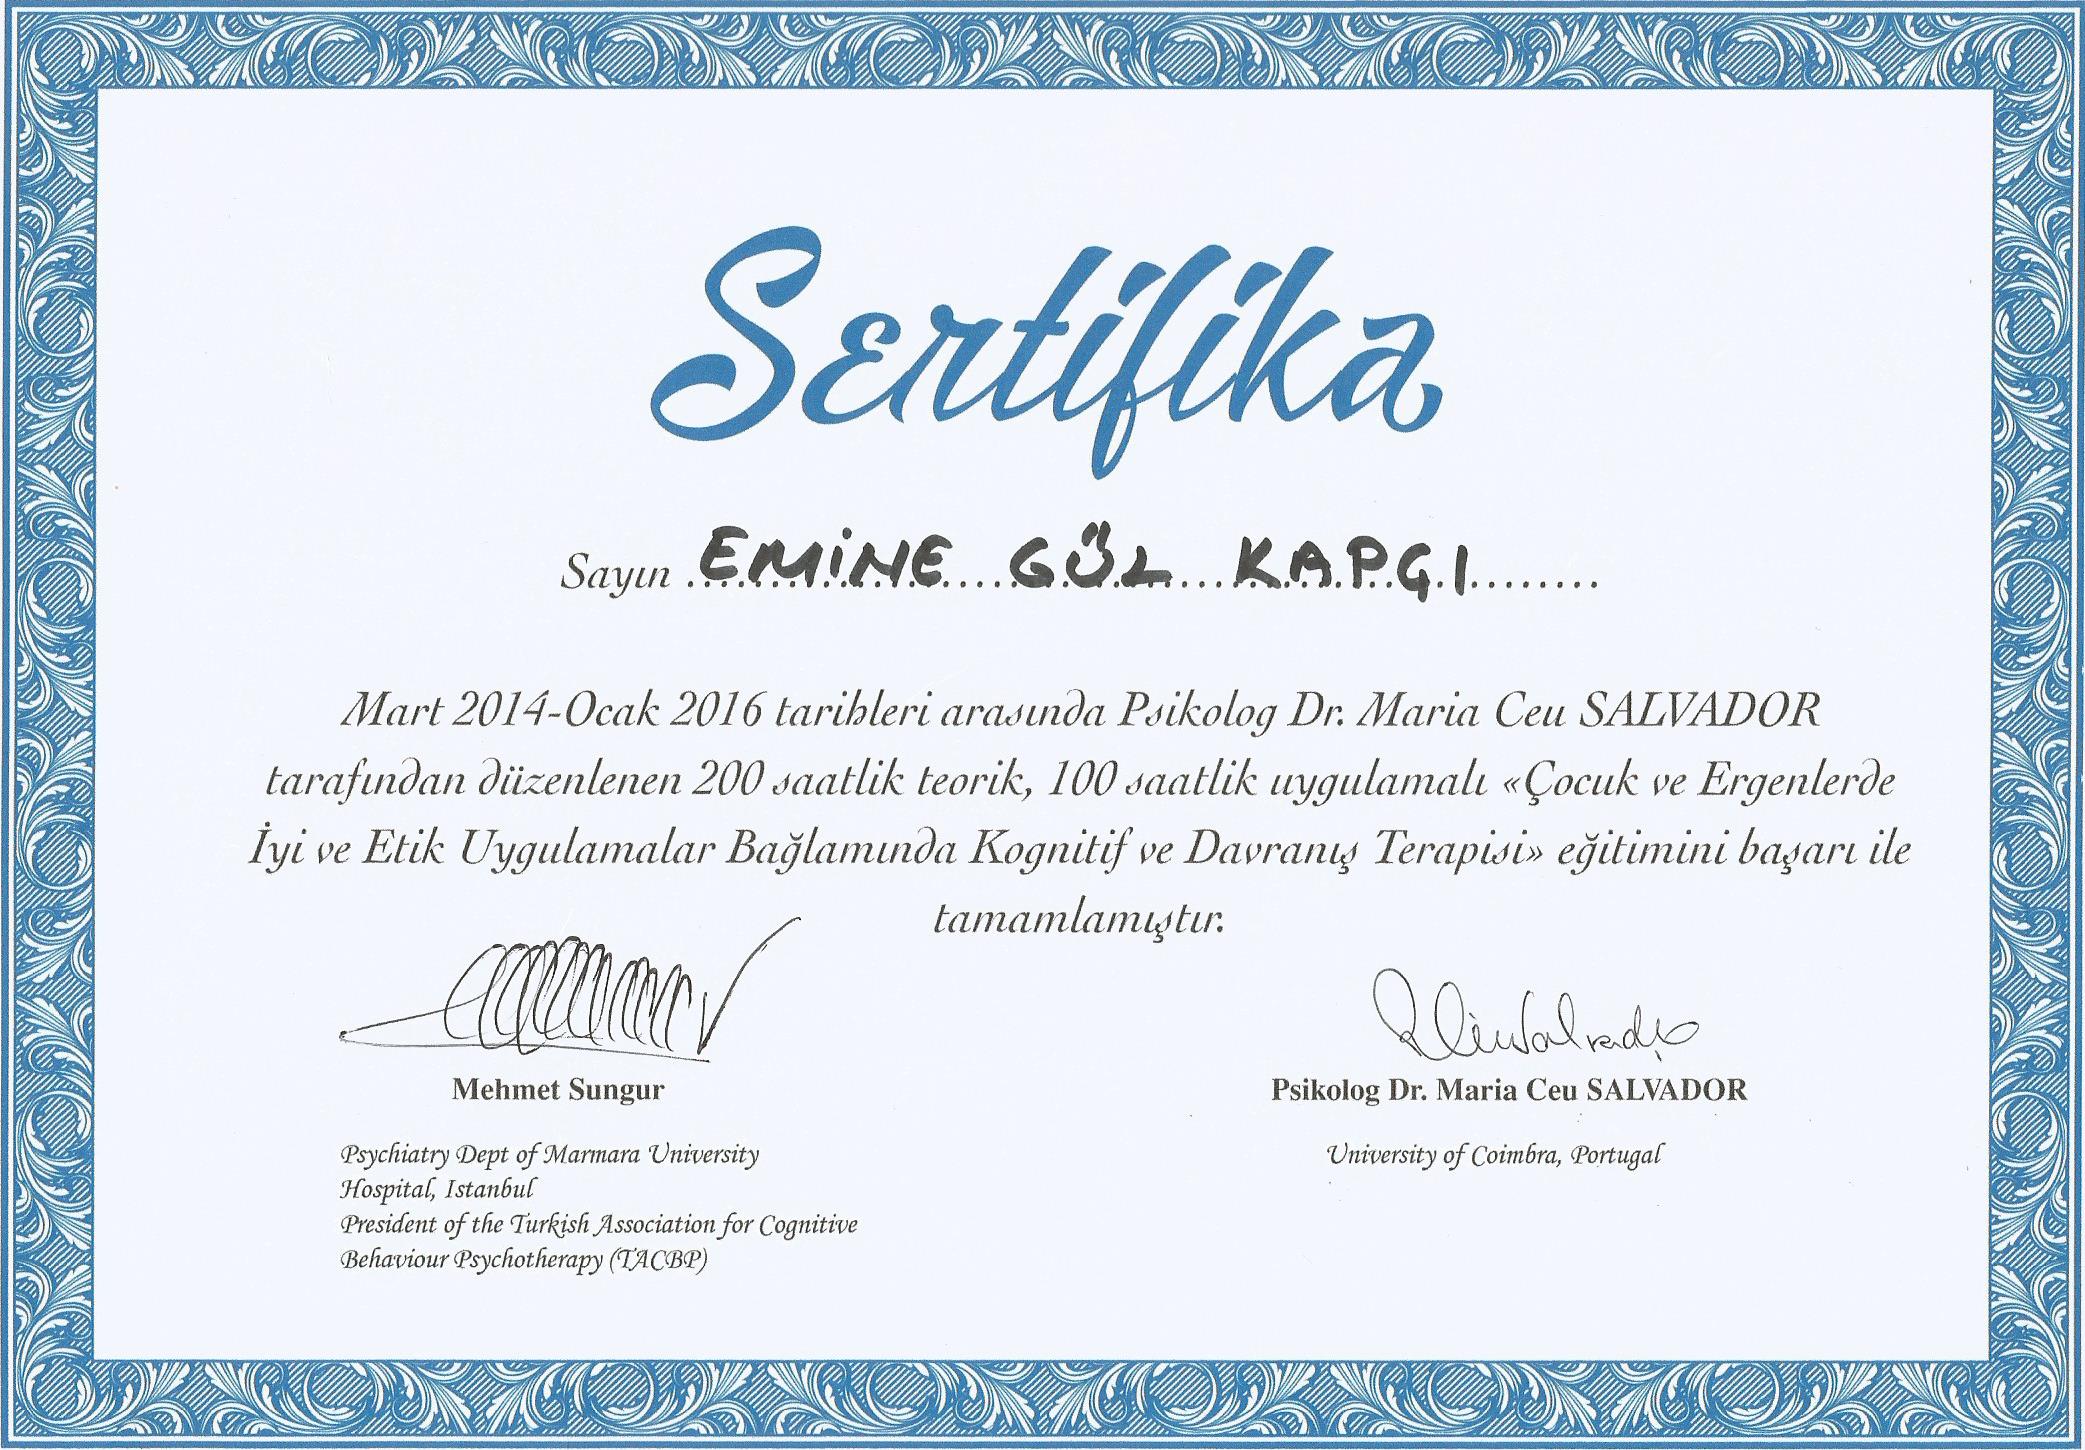 Sertifika
Sayın EMİNE GÜL KAPÇI
Mart 2014-Ocak 2016 tarihleri arasında Psikolog Dr. Maria Ceu SALVADOR
tarafından düzenlenen 200 saatlik teorik, 100 saatlik uygulamalı «Çocuk ve Ergenlerde
İyi ve Etik Uygulamalar Bağlamında Kognitif ve Davranış Terapisi» eğitimini başarı ile
tamamlamıştır.
Mehmet Sungur
Psychiatry Dept of Marmara University
Hospital, Istanbul
President of the Turkish Association for Cognitive
Behaviour Psychotherapy (TACBP)
Psikolog Dr. Maria Ceu SALVADOR
University of Coimbra, Portugal